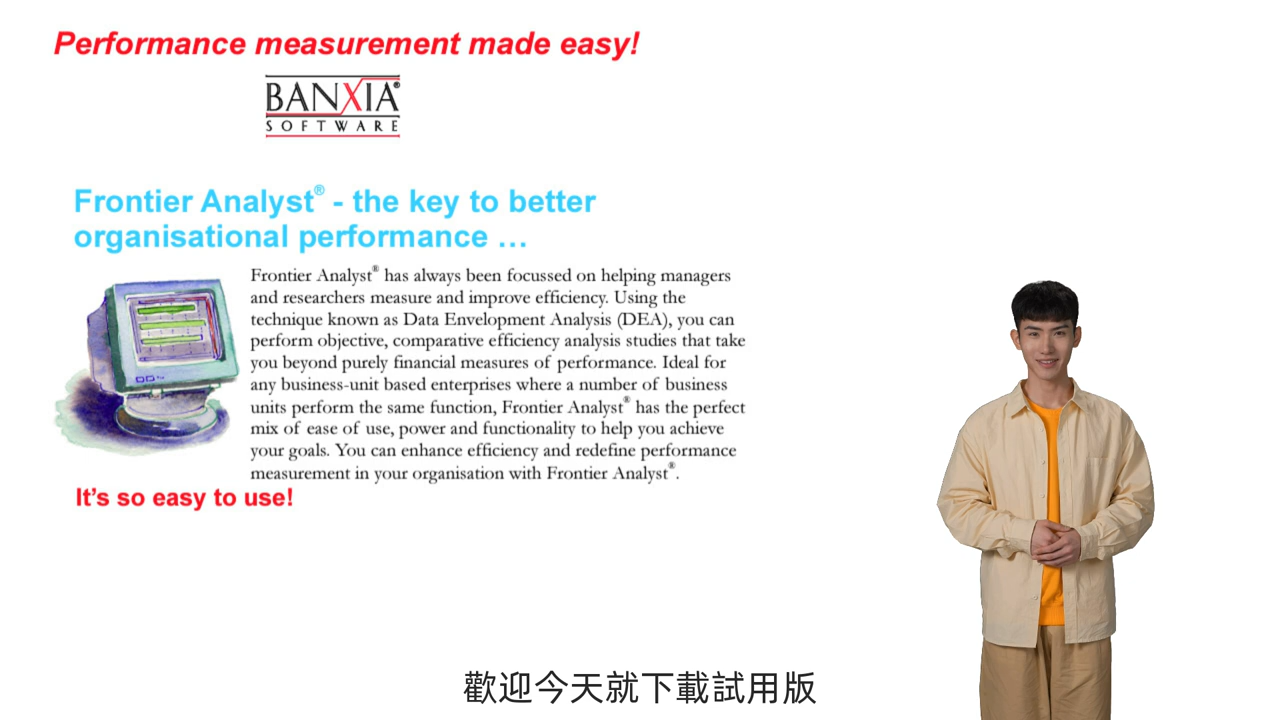 Performance measurement made easy!
BANXIA®
SOFTWARE
Frontier Analyst® - the key to better
organisational performance …
Frontier Analyst® has always been focussed on helping managers
and researchers measure and improve efficiency. Using the
technique known as Data Envelopment Analysis (DEA), you can
perform objective, comparative efficiency analysis studies that take
you beyond purely financial measures of performance. Ideal for
any business-unit based enterprises where a number of business
units perform the same function, Frontier Analyst® has the perfect
mix of ease of use, power and functionality to help you achieve
your goals. You can enhance efficiency and redefine performance
measurement in your organisation with Frontier Analyst®.
It’s so easy to use!
歡迎今天就下載試用版